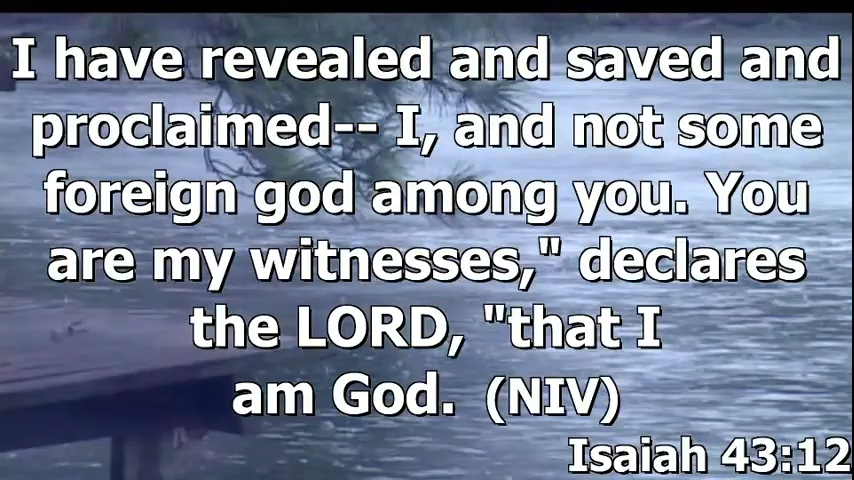 I have revealed and saved and
proclaimed-- I, and not some
foreign god among you. You
are my witnesses," declares
the LORD, "that I
am God. (NIV)
Isaiah 43:12